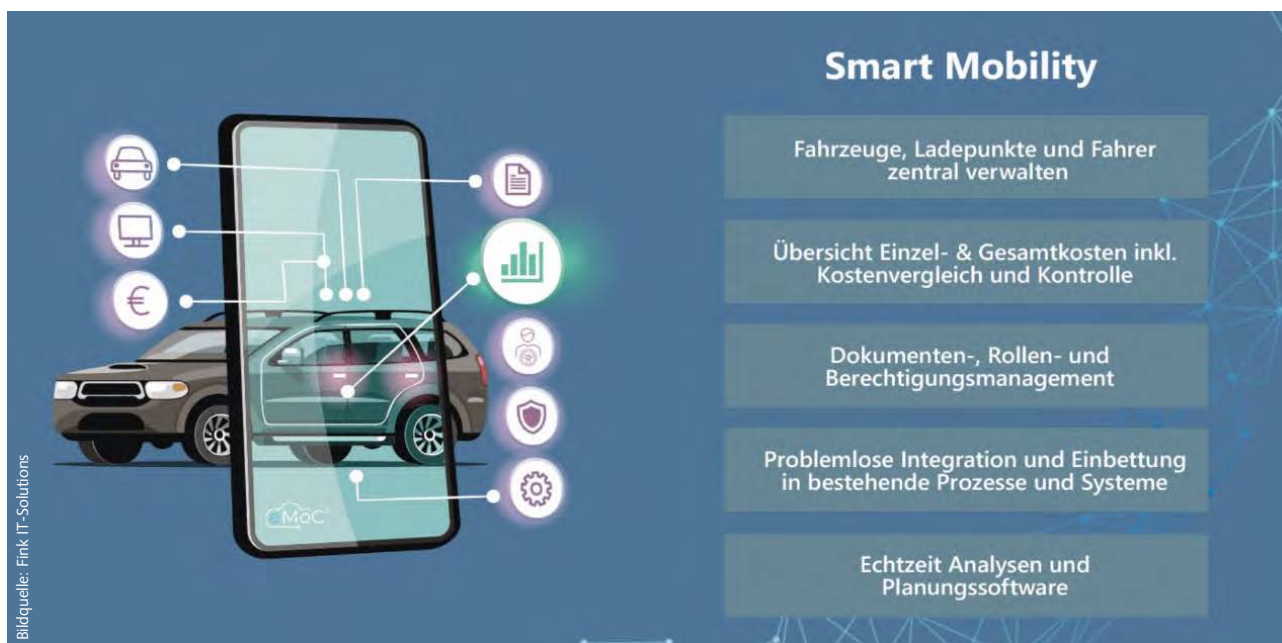 Smart Mobility
Fahrzeuge, Ladepunkte und Fahrer
zentral verwalten
Übersicht Einzel- & Gesamtkosten inkl.
Kostenvergleich und Kontrolle
Dokumenten-, Rollen- und
Berechtigungsmanagement
Problemlose Integration und Einbettung
in bestehende Prozesse und Systeme
Echtzeit Analysen und
Planungssoftware
€
eMoC
Bildquelle: Fink IT-Solutions